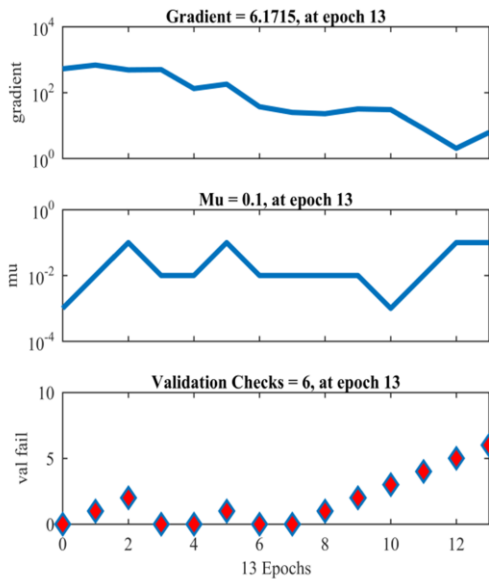 Gradient = 6.1715, at epoch 13
10^4
10^2
10^0
gradient
Mu = 0.1, at epoch 13
10^0
10^-2
10^-4
mu
Validation Checks = 6, at epoch 13
10
5
0
val fail
0 2 4 6 8 10 12
13 Epochs